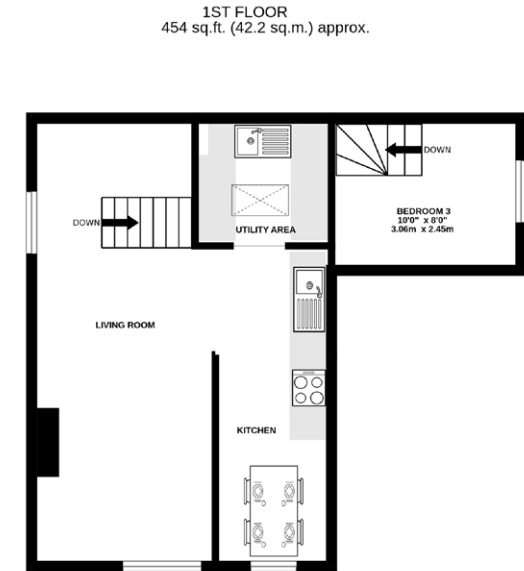 1ST FLOOR
454 sq.ft. (42.2 sq.m.) approx.
DOWN
BEDROOM 3
10'0" x 8'0"
3.06m x 2.45m
DOWN
UTILITY AREA
LIVING ROOM
KITCHEN